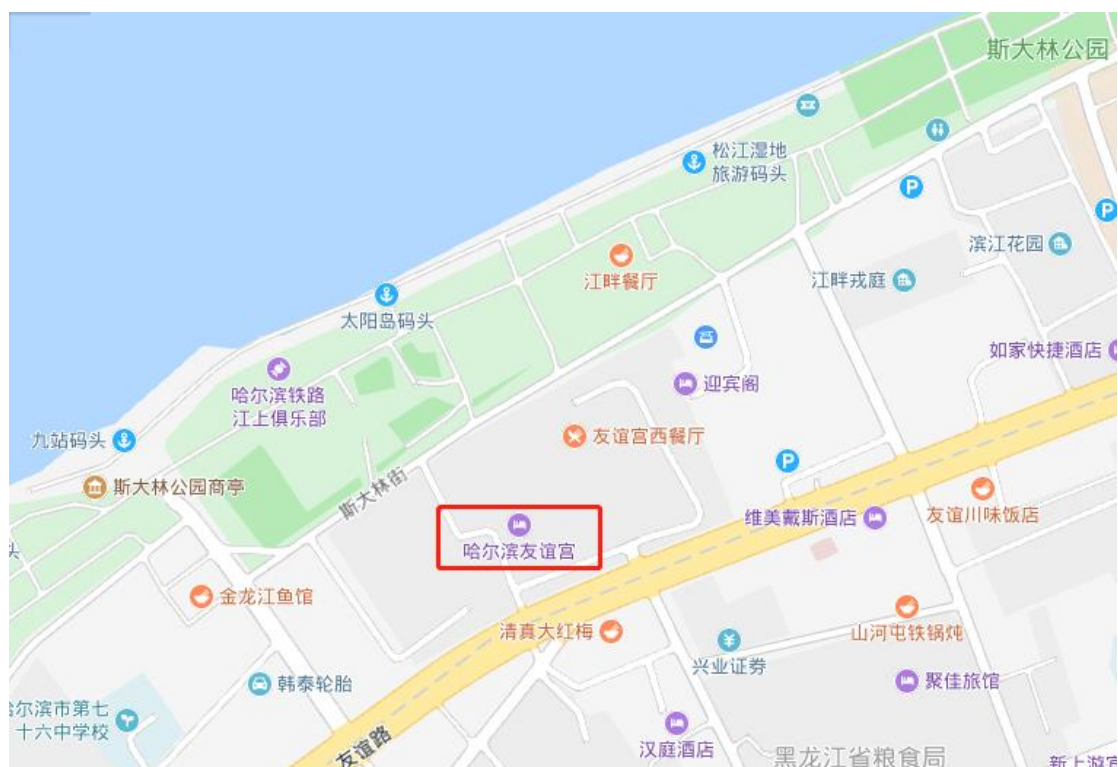 斯大林公园
松江湿地
旅游码头
滨江花园
江畔餐厅
江畔戎庭
太阳岛码头
如家快捷酒店
迎宾阁
哈尔滨铁路
江上俱乐部
九站码头
友谊宫西餐厅
斯大林公园商亭
斯大林街
P
P
P
维美戴斯酒店
友谊川味饭店
哈尔滨友谊宫
金龙江鱼馆
清真大红梅
山河屯铁锅炖
兴业证券
韩泰轮胎
聚佳旅馆
尔滨市第七
十六中学校
友谊路
汉庭酒店
黑龙江省粮食局
新上游宾